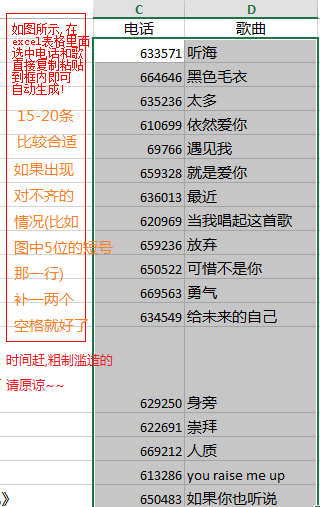 C D
电话 歌曲
如图所示,在
excel表格里面
选中电话和歌
直接复制粘贴
到框内即可
自动生成!
15-20条
比较合适
如果出现
对不齐的
情况(比如
图中5位的短号
那一行)
补一两个
空格就好了
时间赶,粗制滥造的
请原谅~~
633571 听海
664646 黑色毛衣
635236 太多
610699 依然爱你
69766 遇见我
659328 就是爱你
636013 最近
620969 当我唱起这首歌
659236 放弃
650522 可惜不是你
669563 勇气
634549 给未来的自己
629250 身旁
622691 崇拜
669212 人质
613286 you raise me up
650483 如果你也听说
》